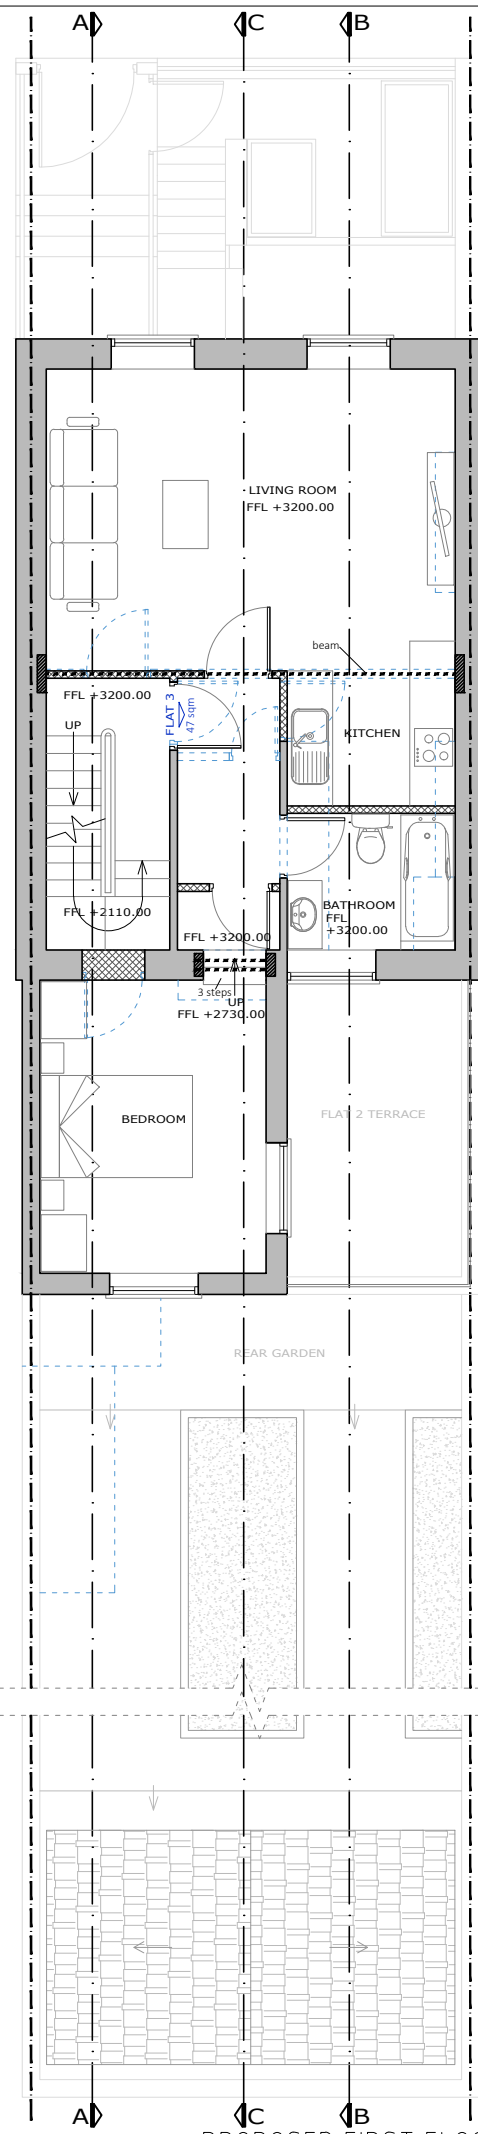 A
C
B
LIVING ROOM
FFL +3200.00
beam
FFL +3200.00
FLAT 3
47 sqm
UP
KITCHEN
FFL +2110.00
BATHROOM
FFL
+3200.00
FFL +3200.00
3 steps
UP
FFL +2730.00
BEDROOM
FLAT 2 TERRACE
REAR GARDEN
A
C
B